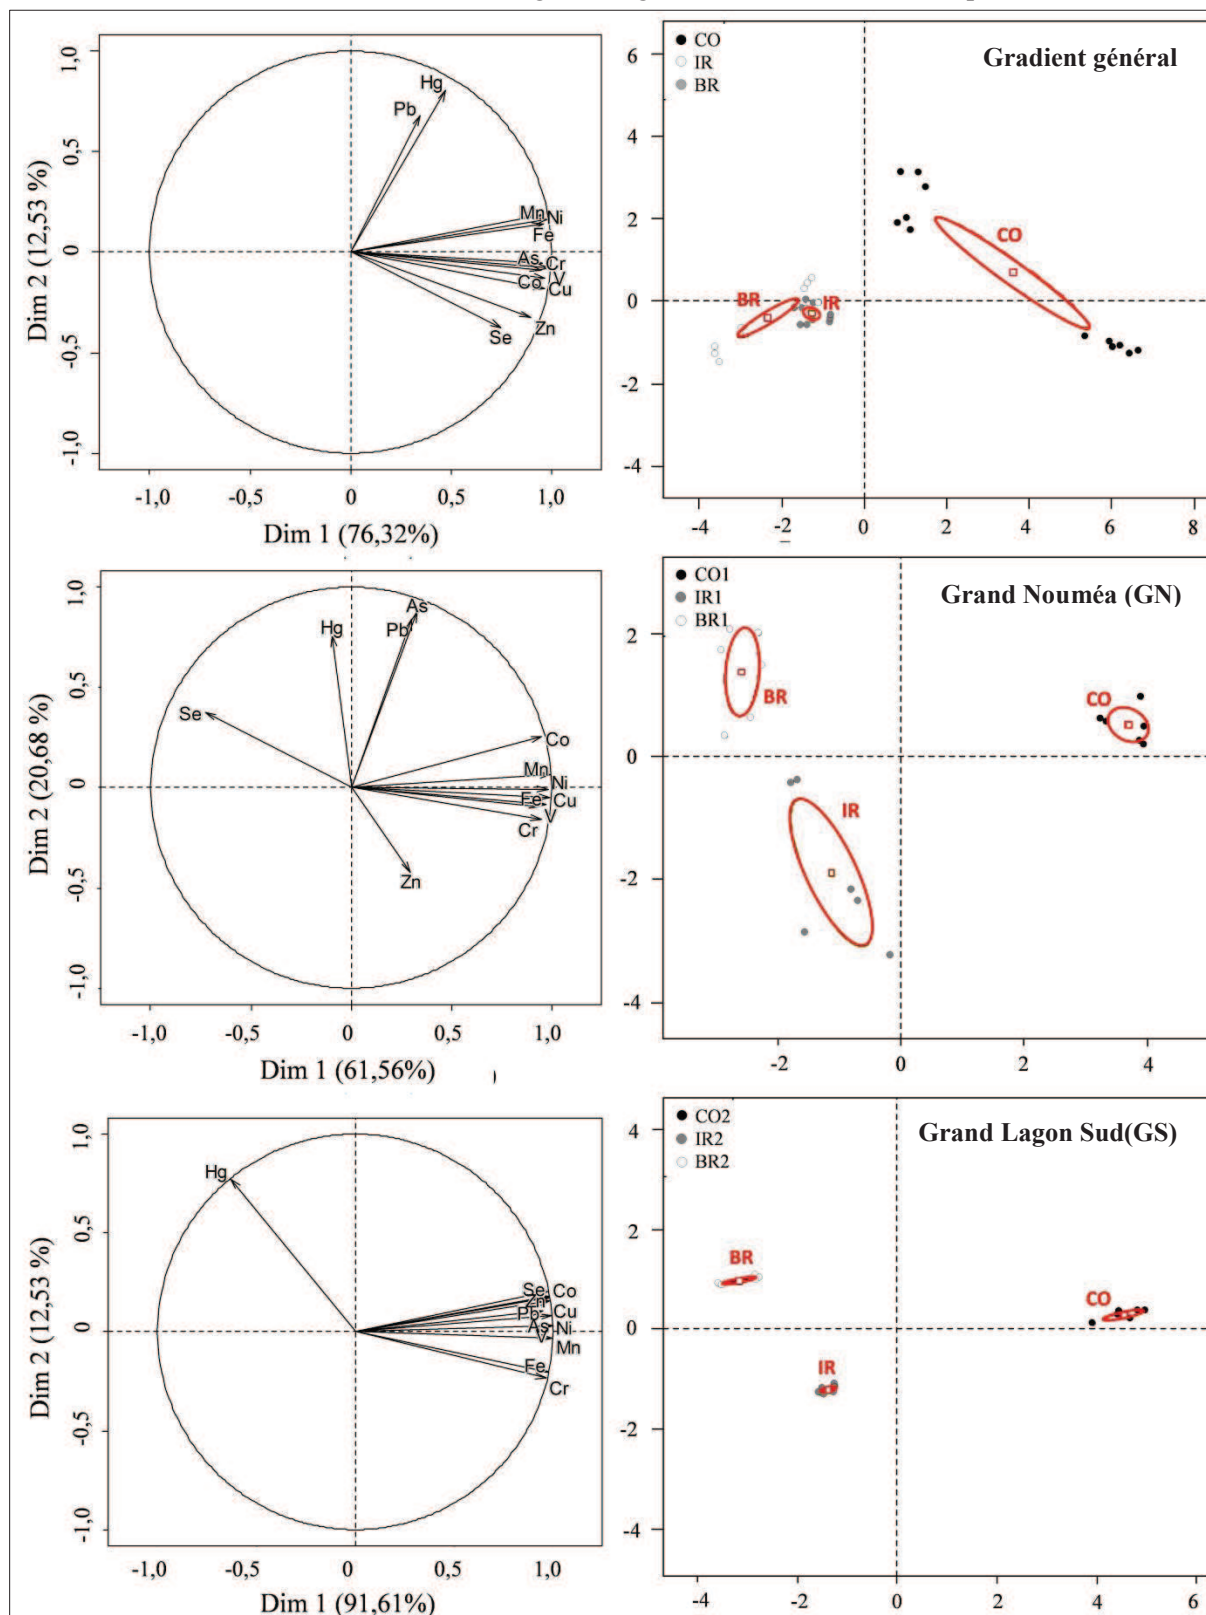 Gradient général
CO
IR
BR
1,0
0,5
0
-0,5
-1,0
Dim 2 (12,53 %)
Hg
Pb
Mn
Ni
Fe
As
Cr
Co
V
Cu
Zn
Se
-1,0
-0,5
0
0,5
1,0
Dim 1 (76,32%)
6
4
2
0
-2
-4
CO
BR
IR
-4
-2
0
2
4
6
8
Grand Nouméa (GN)
CO1
IR1
BR1
1,0
0,5
0
-0,5
-1,0
Dim 2 (20,68 %)
As
Hg
Pb
Se
Co
Mn
Ni
Fe
Cu
V
Cr
Zn
-1,0
-0,5
0
0,5
1,0
Dim 1 (61,56%)
2
0
-2
-4
BR
CO
IR
-2
0
2
4
Grand Lagon Sud(GS)
CO2
IR2
BR2
1,0
0,5
0
-0,5
-1,0
Dim 2 (12,53 %)
Hg
Se
Co
Zn
Pb
Cu
As
Ni
V
Mn
Fe
Cr
-1,0
-0,5
0
0,5
1,0
Dim 1 (91,61%)
4
2
0
-2
-4
BR
CO
IR
-4
-2
0
2
4
6